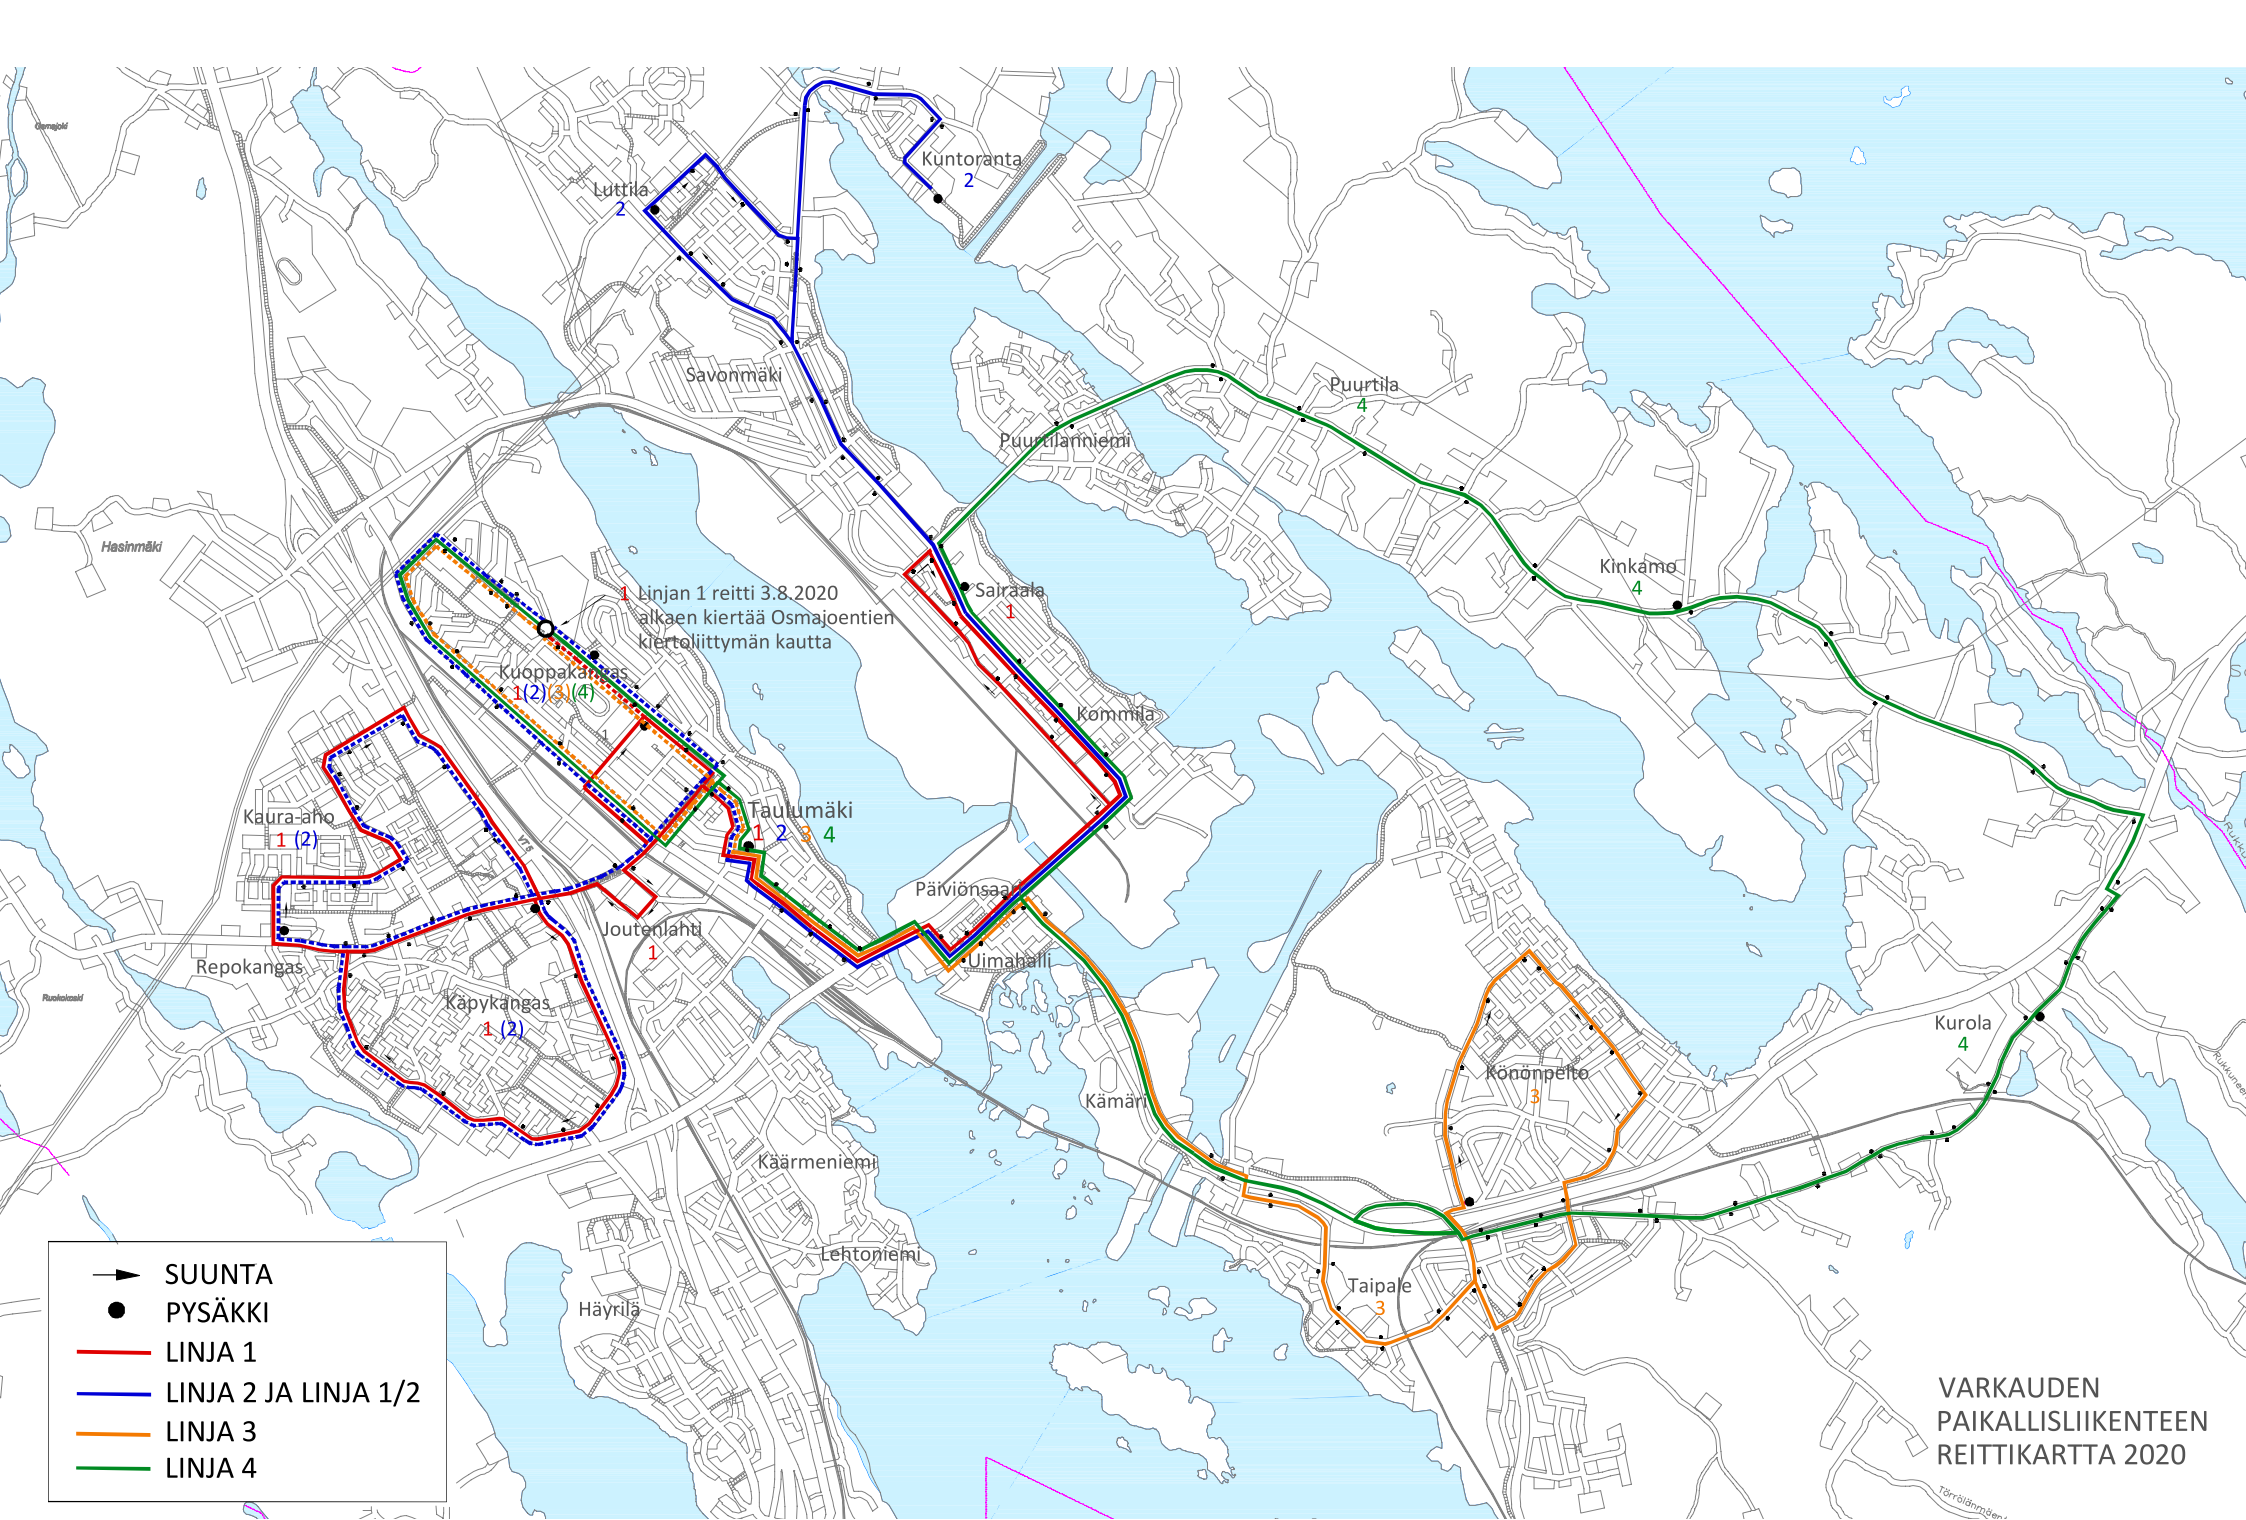 Kuntoranta
2
Luttila
2
Savonmäki
Puurtila
4
Puurtilanniemi
Hasinmäki
Kinkamo
4
Sairaala
1
1 Linjan 1 reitti 3.8.2020
alkaen kiertää Osmajoentien
kiertoliittymän kautta
Kuoppakangas
1(2)(3)(4)
1
Kommila
Taulumäki
1 2 3 4
Kaura-aho
1 (2)
VT 5
Päiviönsaari
Joutenlahti
1
Uimahalli
Repokangas
Ruokokoski
Käpykangas
1 (2)
Kurola
4
Könönpelto
3
Kämäri
Käärmeniemi
Lehtoniemi
Häyrilä
Taipale
3
SUUNTA
PYSÄKKI
LINJA 1
LINJA 2 JA LINJA 1/2
LINJA 3
LINJA 4
VARKAUDEN
PAIKALLISLIIKENTEEN
REITTIKARTTA 2020